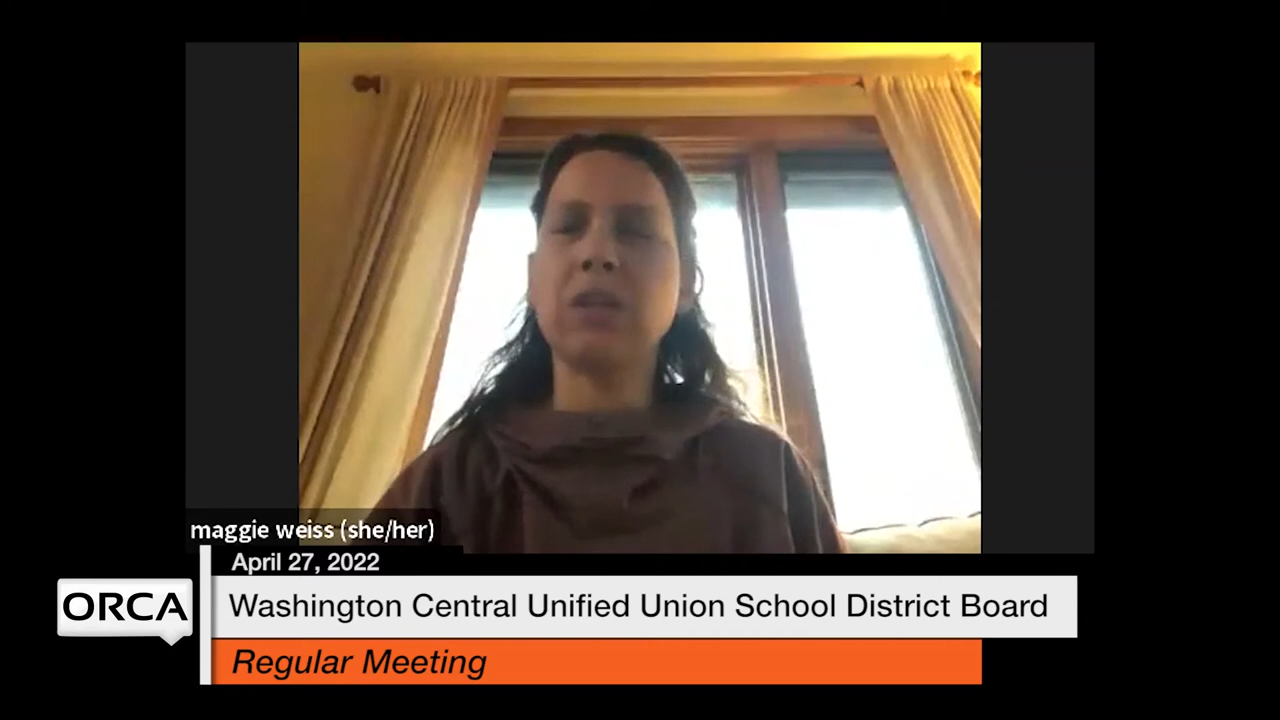 maggie weiss (she/her)
April 27, 2022
ORCA
Washington Central Unified Union School District Board
Regular Meeting